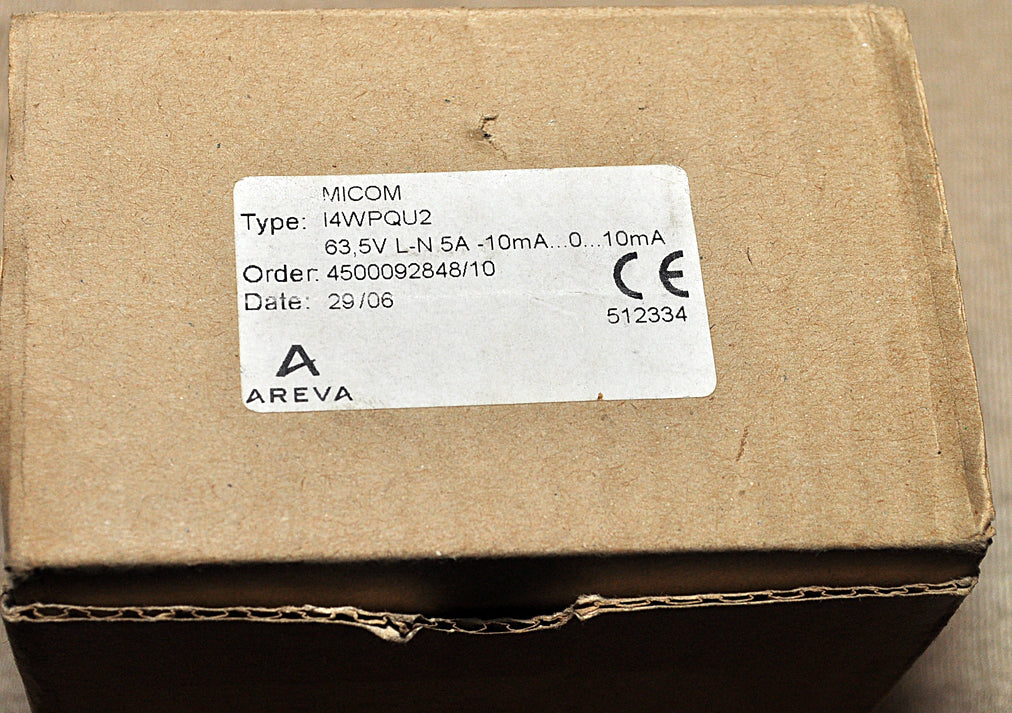 MICOM
Type: I4WPQU2
63,5V L-N 5A -10mA...0...10mA
Order: 4500092848/10
Date: 29/06
CE
512334
AREVA